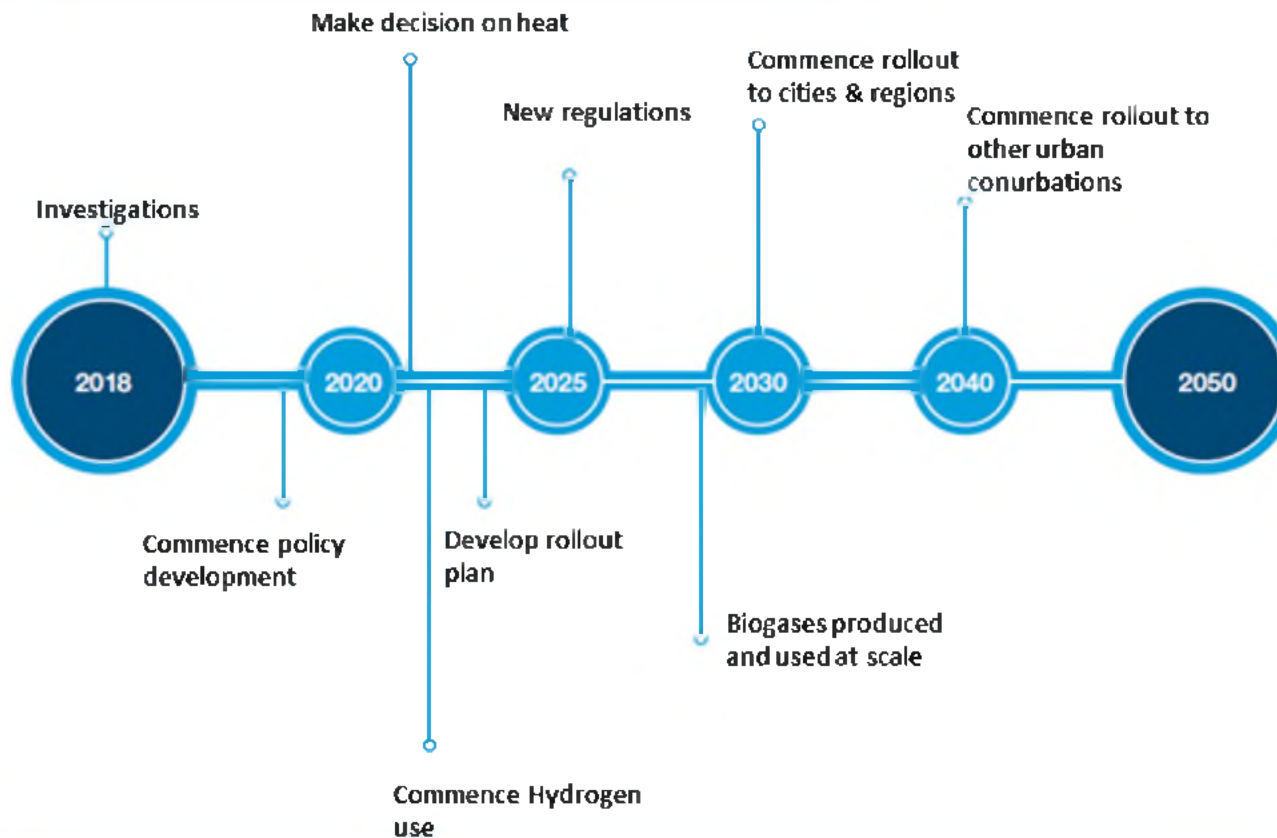 Make decision on heat
Commence rollout
to cities & regions
New regulations
Commence rollout to
other urban
conurbations
Investigations
2018
2020
2025
2030
2040
2050
Commence policy
development
Develop rollout
plan
Biogases produced
and used at scale
Commence Hydrogen
use